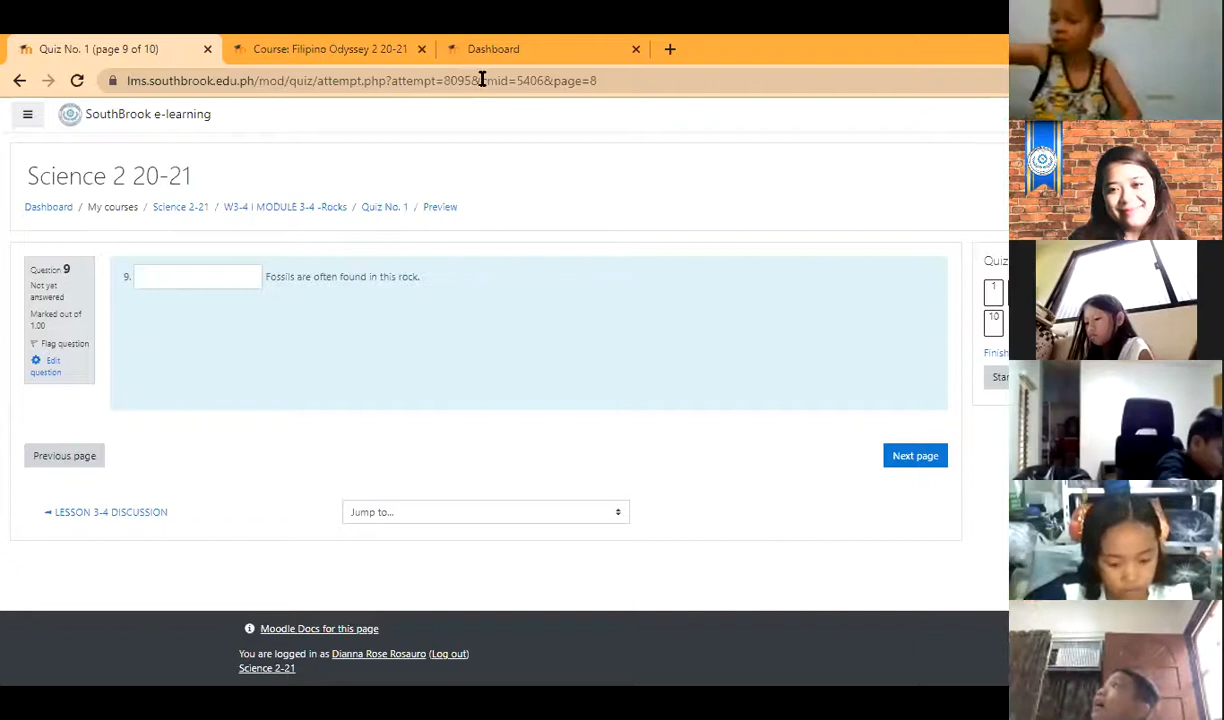 Quiz No. 1 (page 9 of 10)
Course: Filipino Odyssey 2 20-21
Dashboard
lms.southbrook.edu.ph/mod/quiz/attempt.php?attempt=8095&cmid=5406&page=8
SouthBrook e-learning
Science 2 20-21
Dashboard / My courses / Science 2-21 / W3-4 I MODULE 3-4 -Rocks / Quiz No. 1 / Preview
Question 9
Not yet
answered
Marked out of
1.00
Flag question
Edit
question
9. Fossils are often found in this rock.
Quiz
1
10
Finish
Star
Previous page
Next page
LESSON 3-4 DISCUSSION
Jump to...
Moodle Docs for this page
You are logged in as Dianna Rose Rosauro (Log out)
Science 2-21